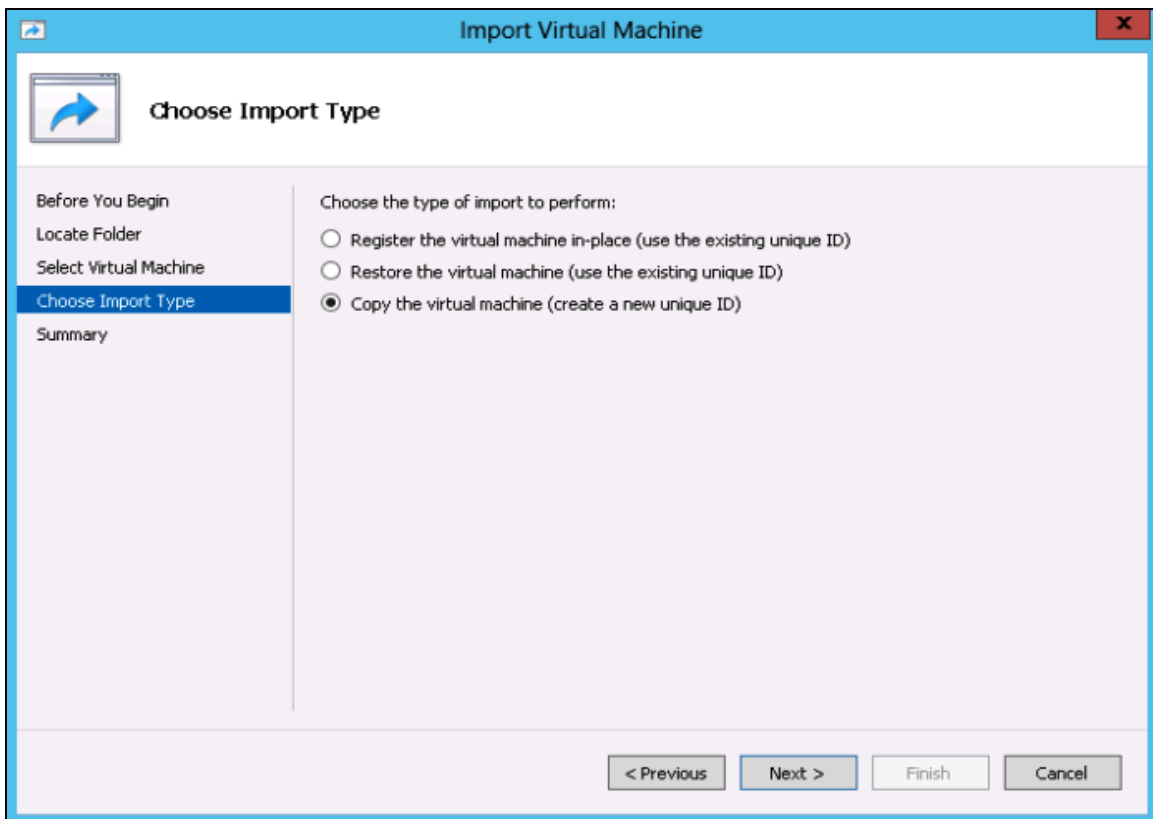 Import Virtual Machine
x
Choose Import Type
Before You Begin
Locate Folder
Select Virtual Machine
Choose Import Type
Summary
Choose the type of import to perform:
Register the virtual machine in-place (use the existing unique ID)
Restore the virtual machine (use the existing unique ID)
Copy the virtual machine (create a new unique ID)
< Previous
Next >
Finish
Cancel